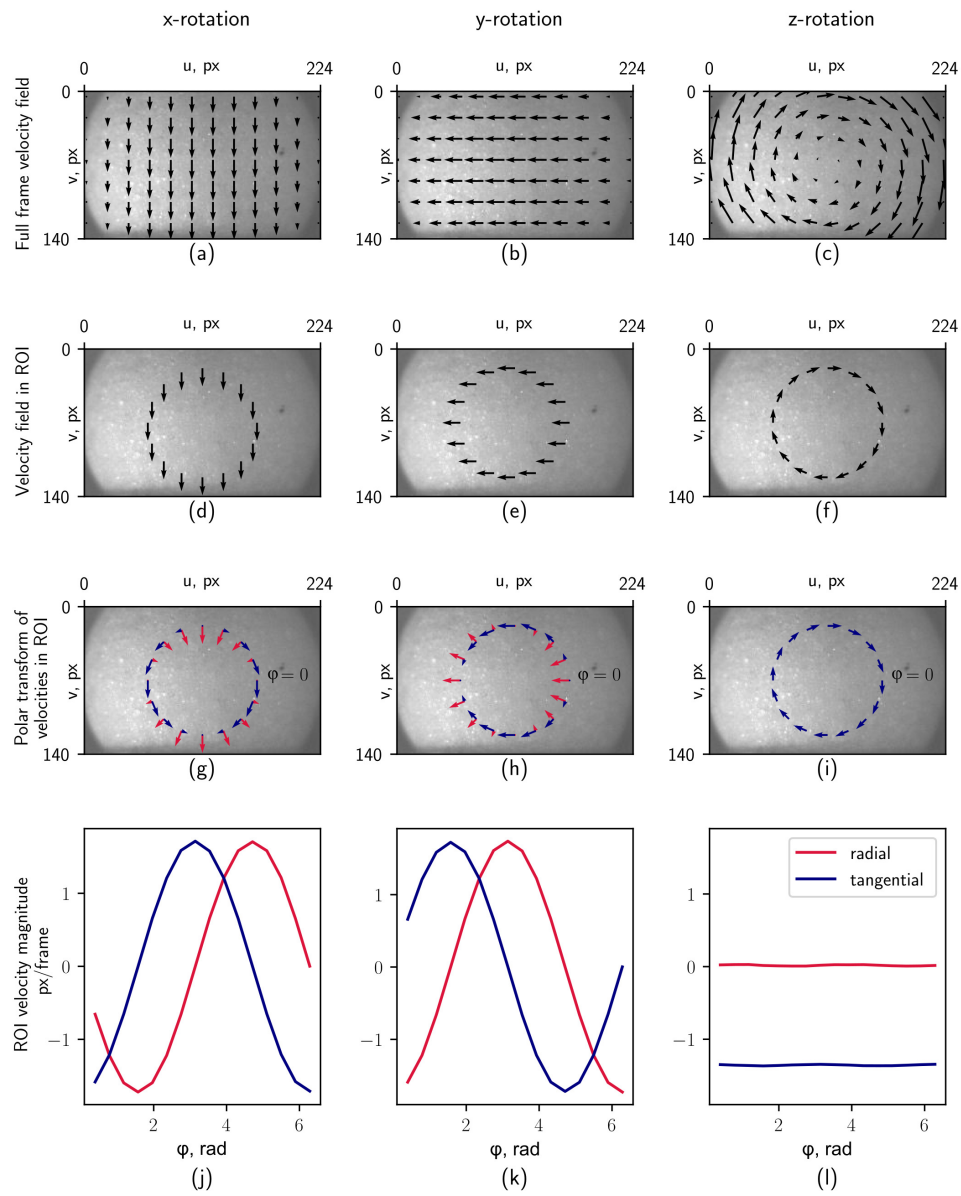 x-rotation
y-rotation
z-rotation
Full frame velocity field
0
u, px
224
0
v, px
140
(a)
0
u, px
224
0
v, px
140
(b)
0
u, px
224
0
v, px
140
(c)
Velocity field in ROI
0
u, px
224
0
v, px
140
(d)
0
u, px
224
0
v, px
140
(e)
0
u, px
224
0
v, px
140
(f)
Polar transform of
velocities in ROI
0
u, px
224
0
v, px
φ=0
140
(g)
0
u, px
224
0
v, px
φ=0
140
(h)
0
u, px
224
0
v, px
φ=0
140
(i)
ROI velocity magnitude
px/frame
1
0
−1
2
4
6
φ, rad
(j)
1
0
−1
2
4
6
φ, rad
(k)
radial
tangential
1
0
−1
2
4
6
φ, rad
(l)